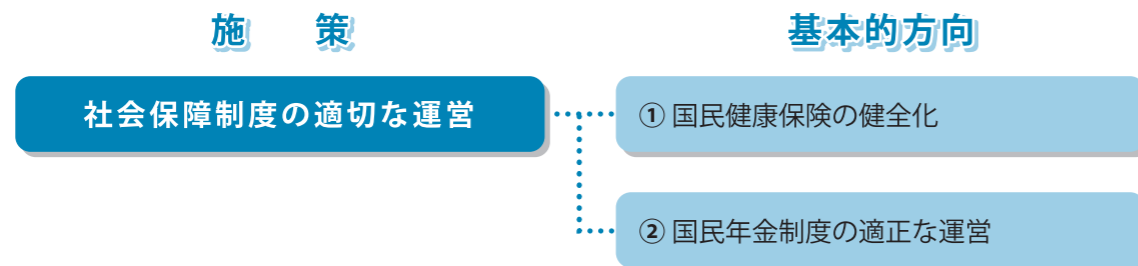 施　策
基本的方向
社会保障制度の適切な運営
① 国民健康保険の健全化
② 国民年金制度の適正な運営